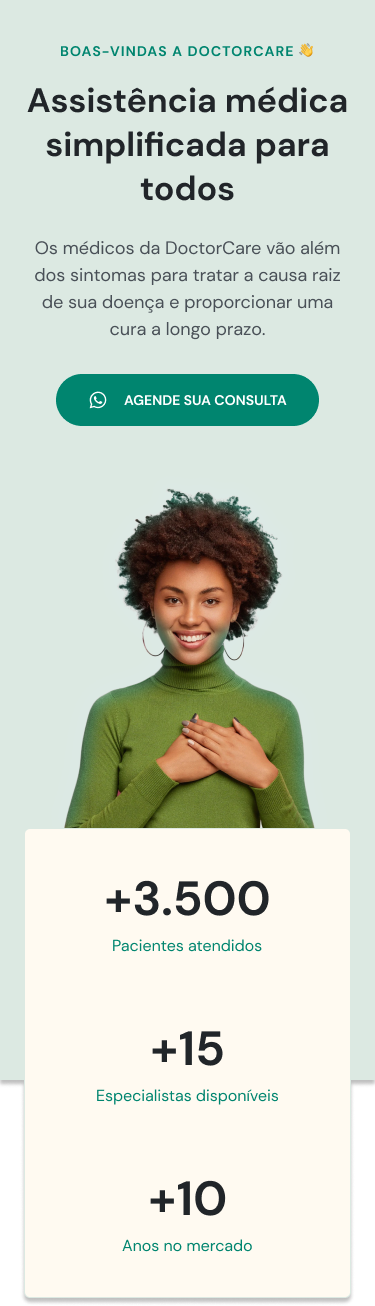 BOAS-VINDAS A DOCTORCARE 👋
Assistência médica
simplificada para
todos
Os médicos da DoctorCare vão além
dos sintomas para tratar a causa raiz
de sua doença e proporcionar uma
cura a longo prazo.
AGENDE SUA CONSULTA
+3.500
Pacientes atendidos
+15
Especialistas disponíveis
+10
Anos no mercado